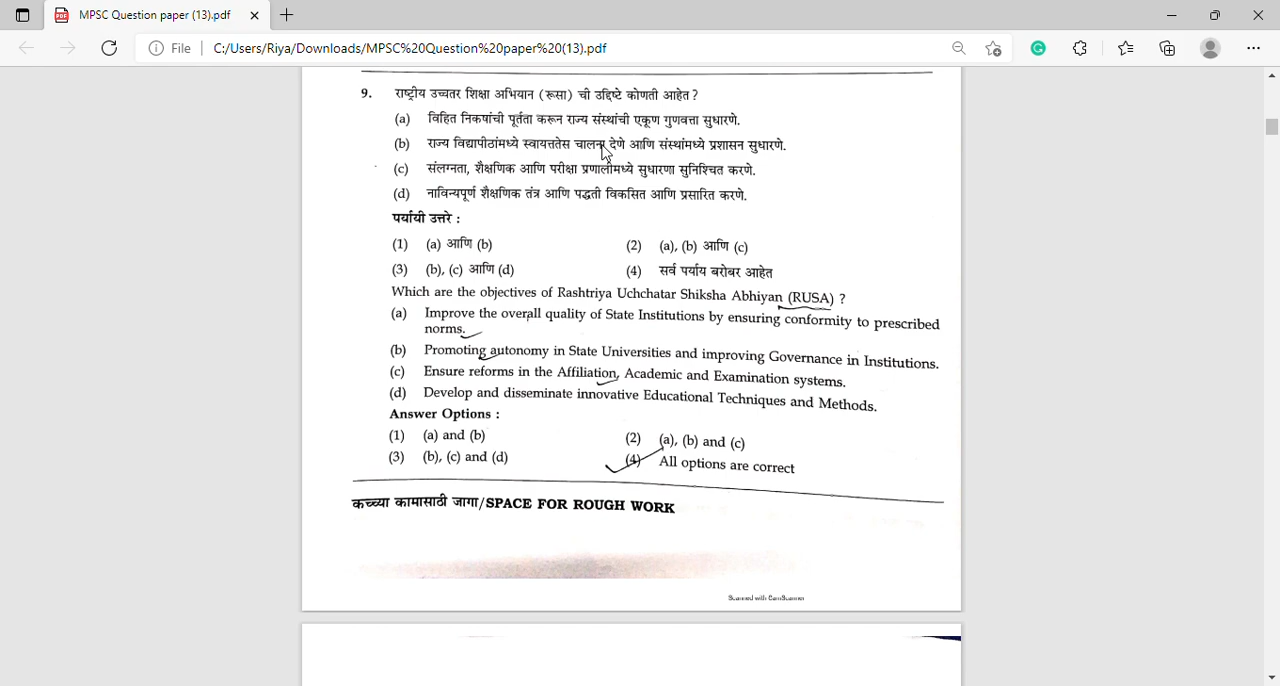 MPSC Question paper (13).pdf
File | C:/Users/Riya/Downloads/MPSC%20Question%20paper%20(13).pdf
9. राष्ट्रीय उच्चतर शिक्षा अभियान (रूसा) ची उद्दिष्टे कोणती आहेत ?
(a) विहित निकषांची पूर्तता करून राज्य संस्थांची एकूण गुणवत्ता सुधारणे.
(b) राज्य विद्यापीठांमध्ये स्वायत्ततेस चालना देणे आणि संस्थांमध्ये प्रशासन सुधारणे.
(c) संलग्नता, शैक्षणिक आणि परीक्षा प्रणालीमध्ये सुधारणा सुनिश्चित करणे.
(d) नाविन्यपूर्ण शैक्षणिक तंत्र आणि पद्धती विकसित आणि प्रसारित करणे.
पर्यायी उत्तरे :
(1) (a) आणि (b) (2) (a), (b) आणि (c)
(3) (b), (c) आणि (d) (4) सर्व पर्याय बरोबर आहेत
Which are the objectives of Rashtriya Uchchatar Shiksha Abhiyan (RUSA) ?
(a) Improve the overall quality of State Institutions by ensuring conformity to prescribed
norms.
(b) Promoting autonomy in State Universities and improving Governance in Institutions.
(c) Ensure reforms in the Affiliation, Academic and Examination systems.
(d) Develop and disseminate innovative Educational Techniques and Methods.
Answer Options :
(1) (a) and (b) (2) (a), (b) and (c)
(3) (b), (c) and (d) (4) All options are correct
कच्च्या कामासाठी जागा/SPACE FOR ROUGH WORK
Scanned with CamScanner